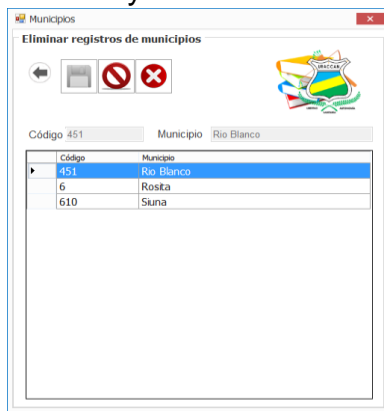 Municipios
Eliminar registros de municipios
URACCAN
Código 451 Municipio Rio Blanco
Código Municipio
451 Rio Blanco
6 Rosita
610 Siuna